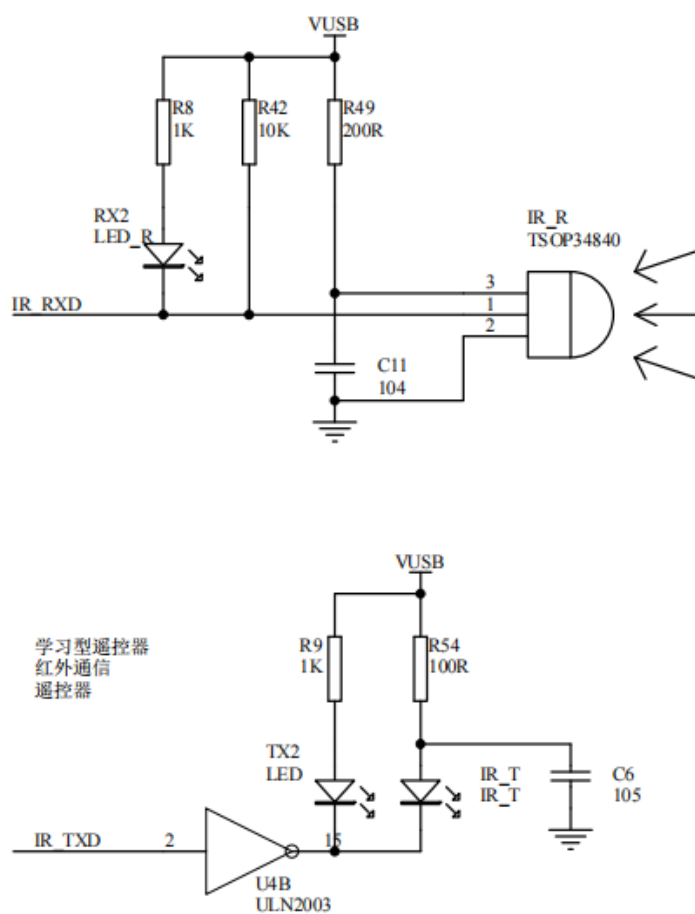 VUSB
R8
1K
R42
10K
R49
200R
RX2
LED_R
IR_R
TSOP34840
3
IR_RXD
1
2
C11
104
VUSB
学习型遥控器
红外通信
遥控器
R9
1K
R54
100R
TX2
LED
IR_T
IR_T
C6
105
IR_TXD
2
15
U4B
ULN2003